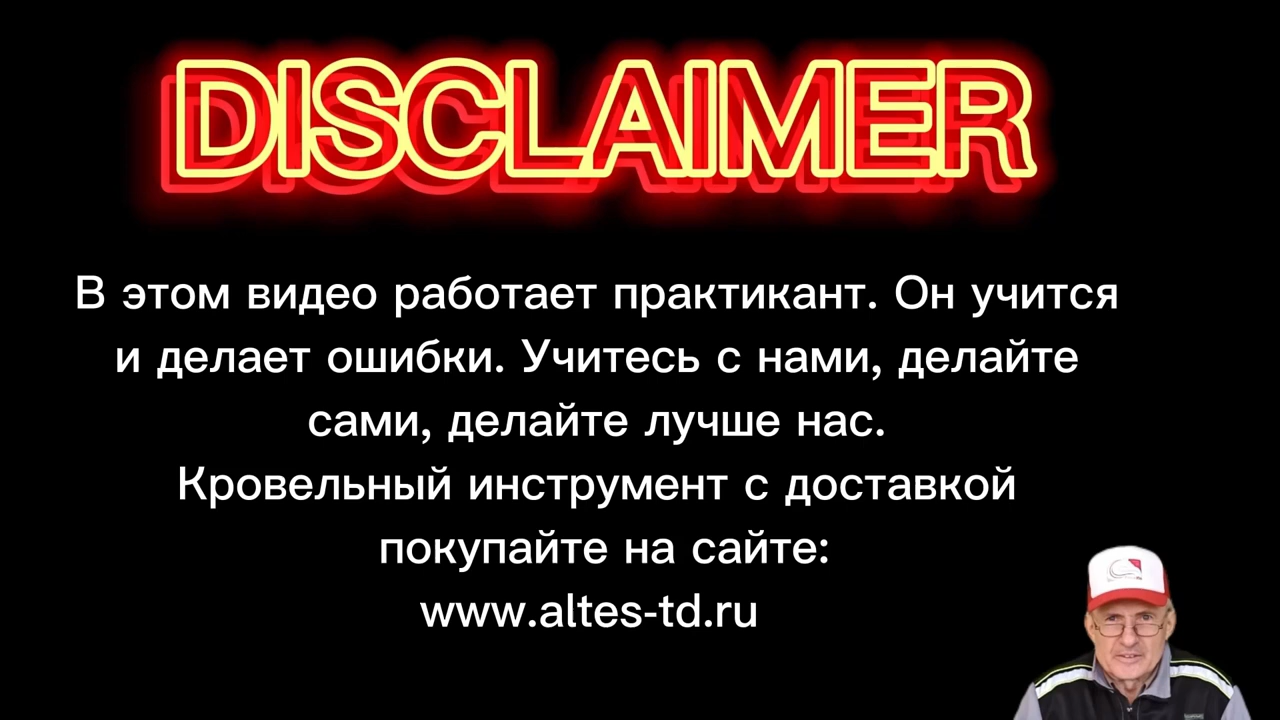 DISCLAIMER
В этом видео работает практикант. Он учится
и делает ошибки. Учитесь с нами, делайте
сами, делайте лучше нас.
Кровельный инструмент с доставкой
покупайте на сайте:
www.altes-td.ru